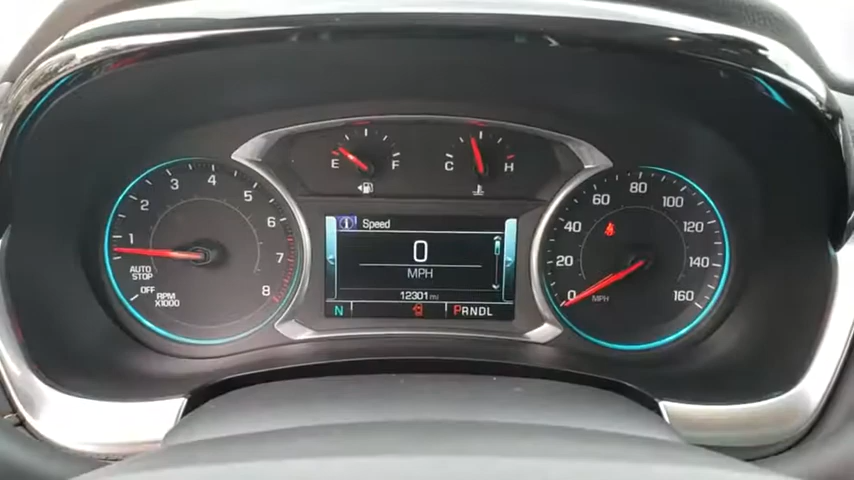 1 2 3 4 5 6 7 8
AUTO
STOP
OFF
RPM
X1000
E F
C H
Speed
0
MPH
12301 mi
N PRNDL
0 20 40 60 80 100 120 140 160
MPH